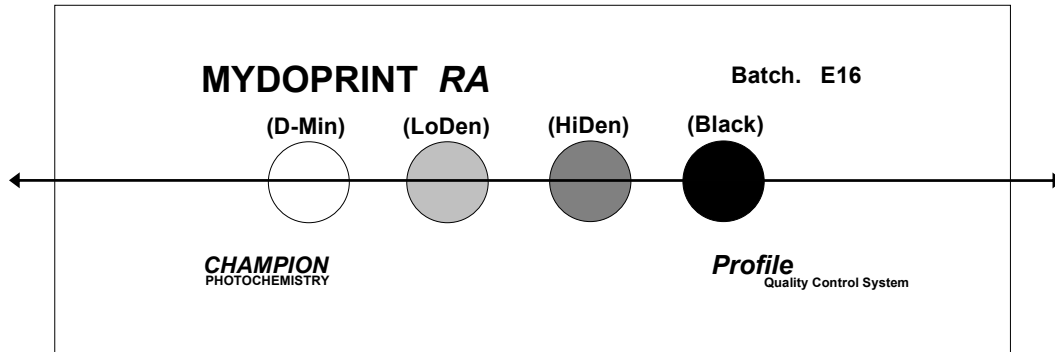 MYDOPRINT RA
Batch. E16
(D-Min) (LoDen) (HiDen) (Black)
CHAMPION
PHOTOCHEMISTRY
Profile
Quality Control System